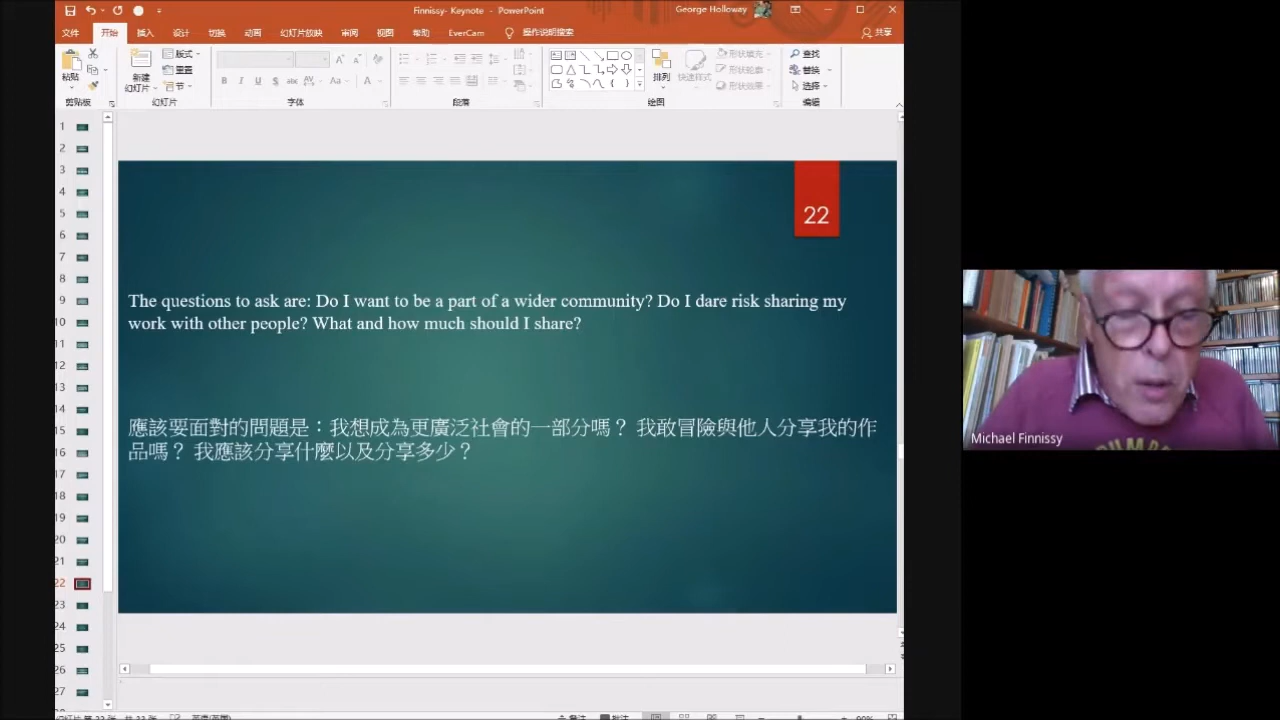 Finnissy- Keynote - PowerPoint
George Holloway
文件 开始 插入 设计 切换 动画 幻灯片放映 审阅 视图 帮助 EverCam 操作说明搜索 共享
粘贴
新建
幻灯片
版式
重置
节
形状填充
形状轮廓
形状效果
排列
快速样式
查找
替换
选择
剪贴板 幻灯片 字体 段落 绘图 编辑
1
2
3
4
5
6
7
8
9
10
11
12
13
14
15
16
17
18
19
20
21
22
23
24
25
26
27
22
The questions to ask are: Do I want to be a part of a wider community? Do I dare risk sharing my
work with other people? What and how much should I share?
應該要面對的問題是：我想成為更廣泛社會的一部分嗎？ 我敢冒險與他人分享我的作
品嗎？ 我應該分享什麼以及分享多少？
Michael Finnissy